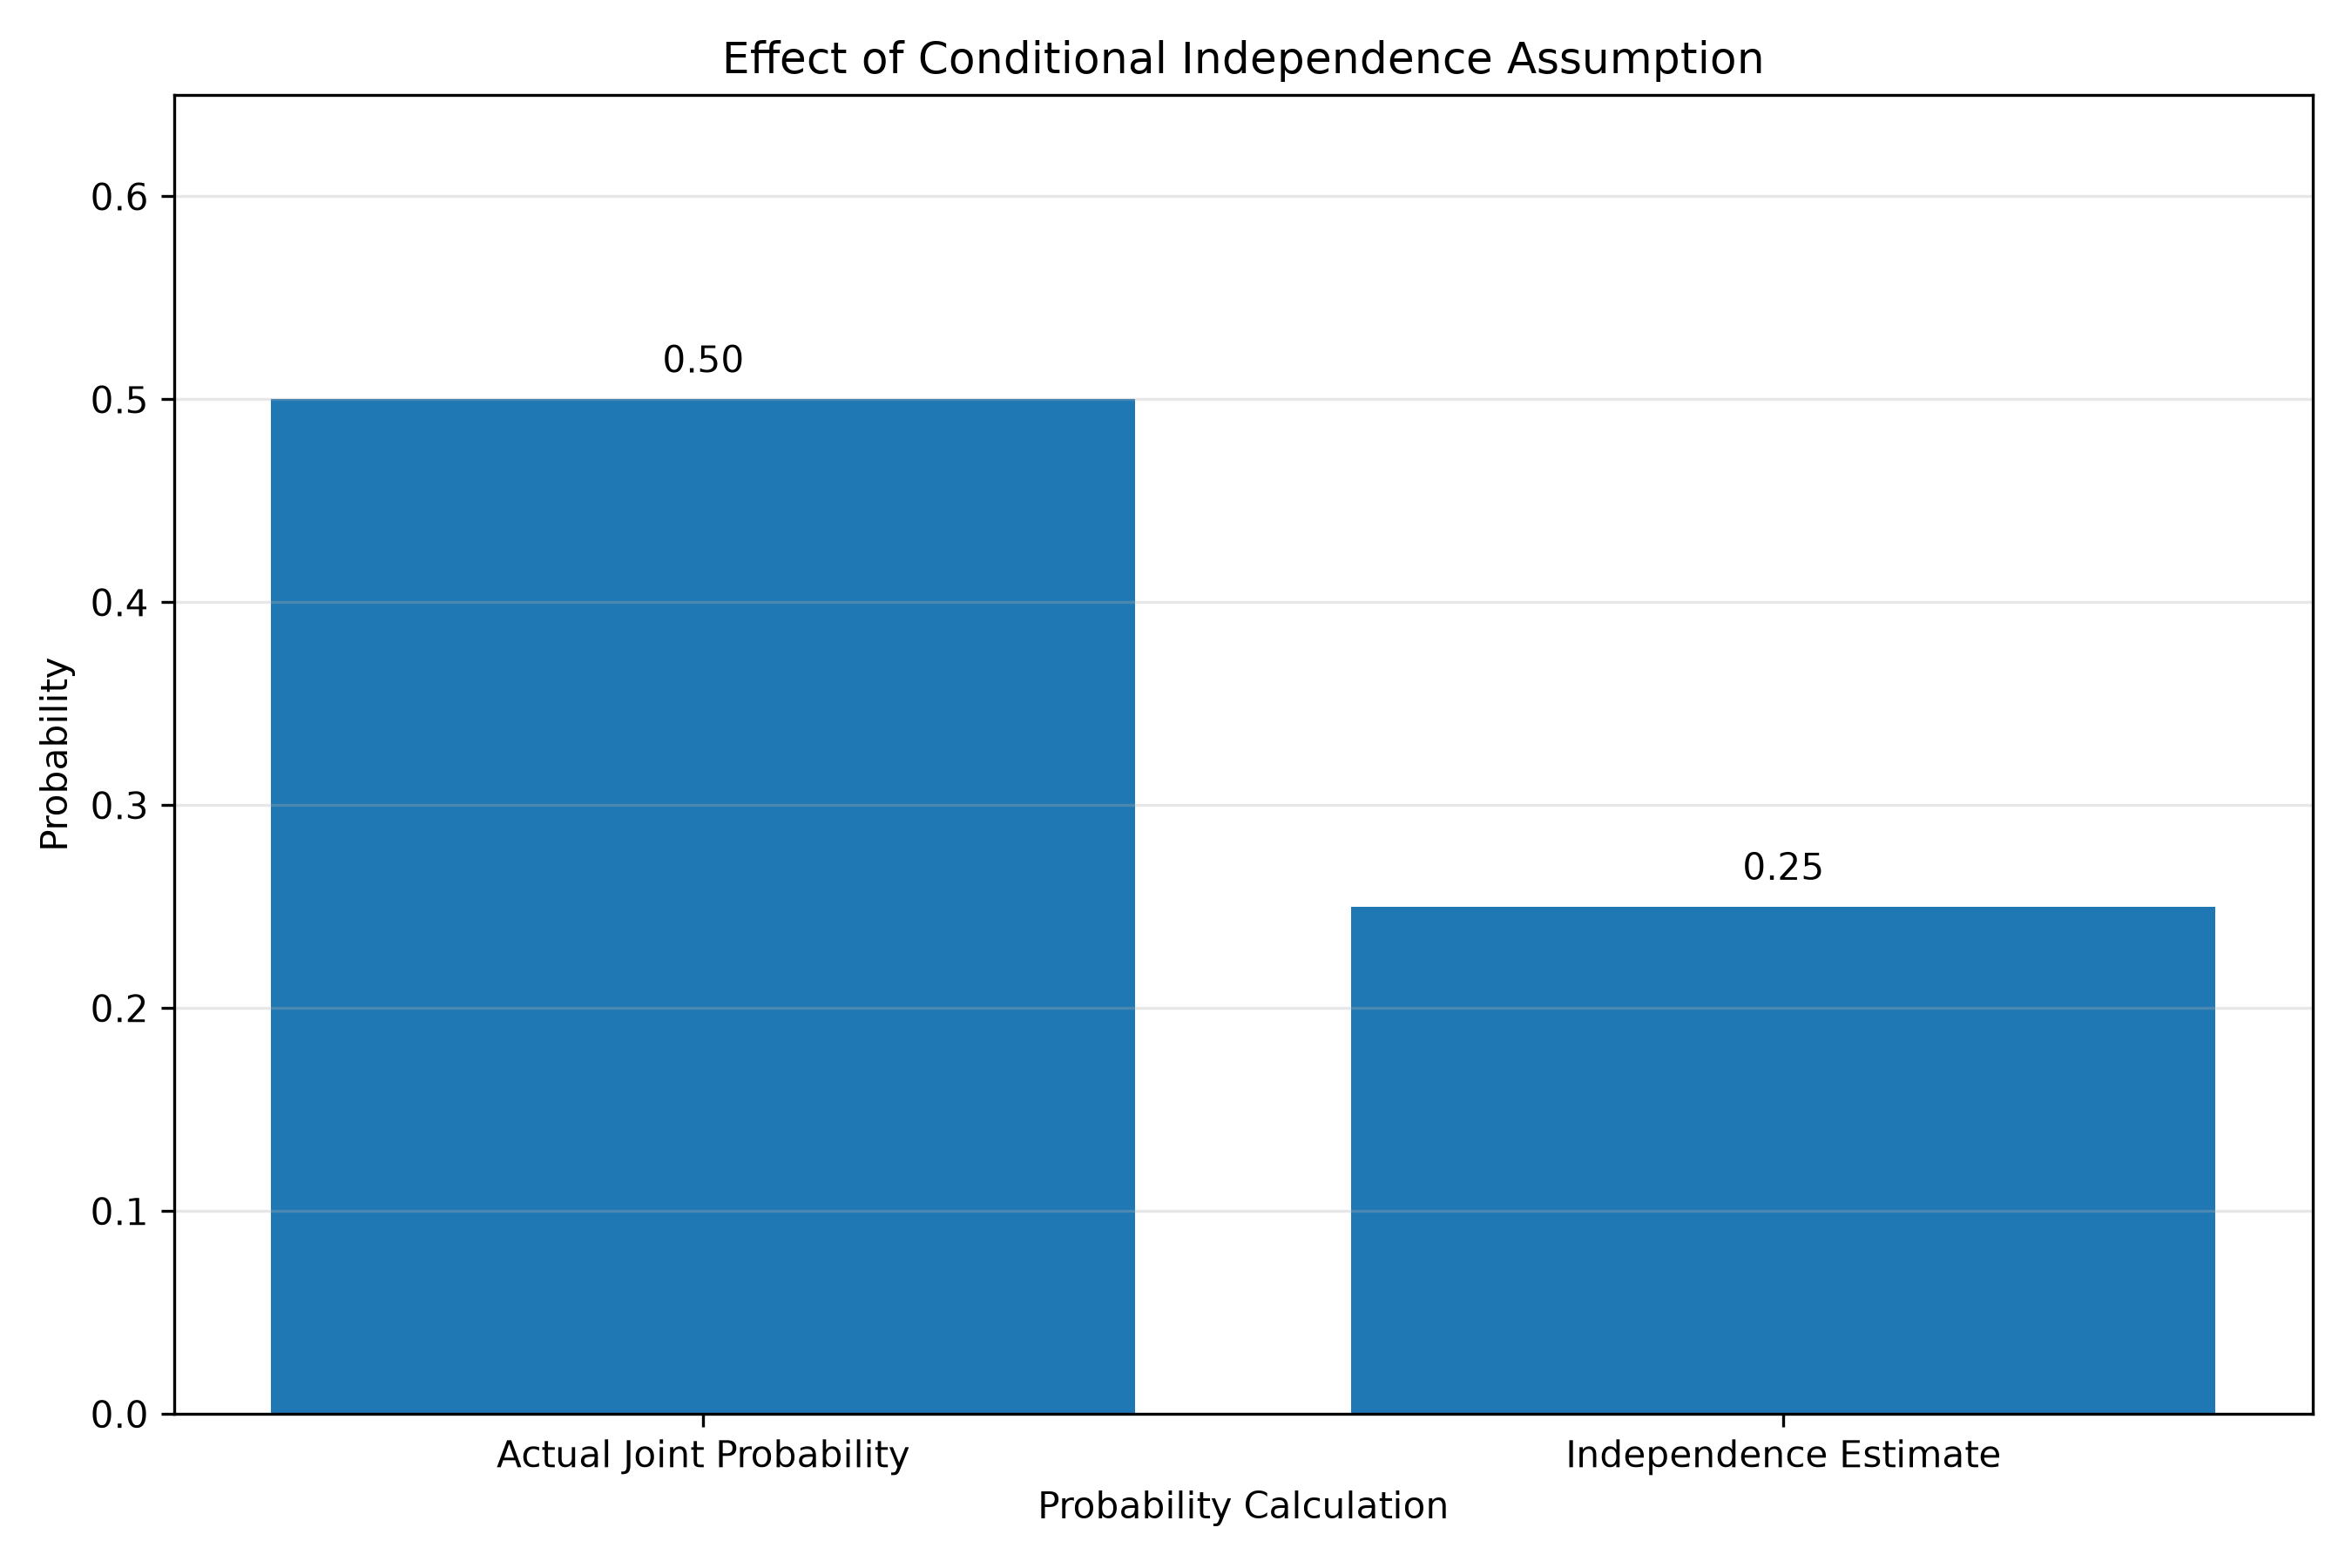 Effect of Conditional Independence Assumption
0.6
0.5
0.4
0.3
0.2
0.1
0.0
Probability
0.50
0.25
Actual Joint Probability
Independence Estimate
Probability Calculation